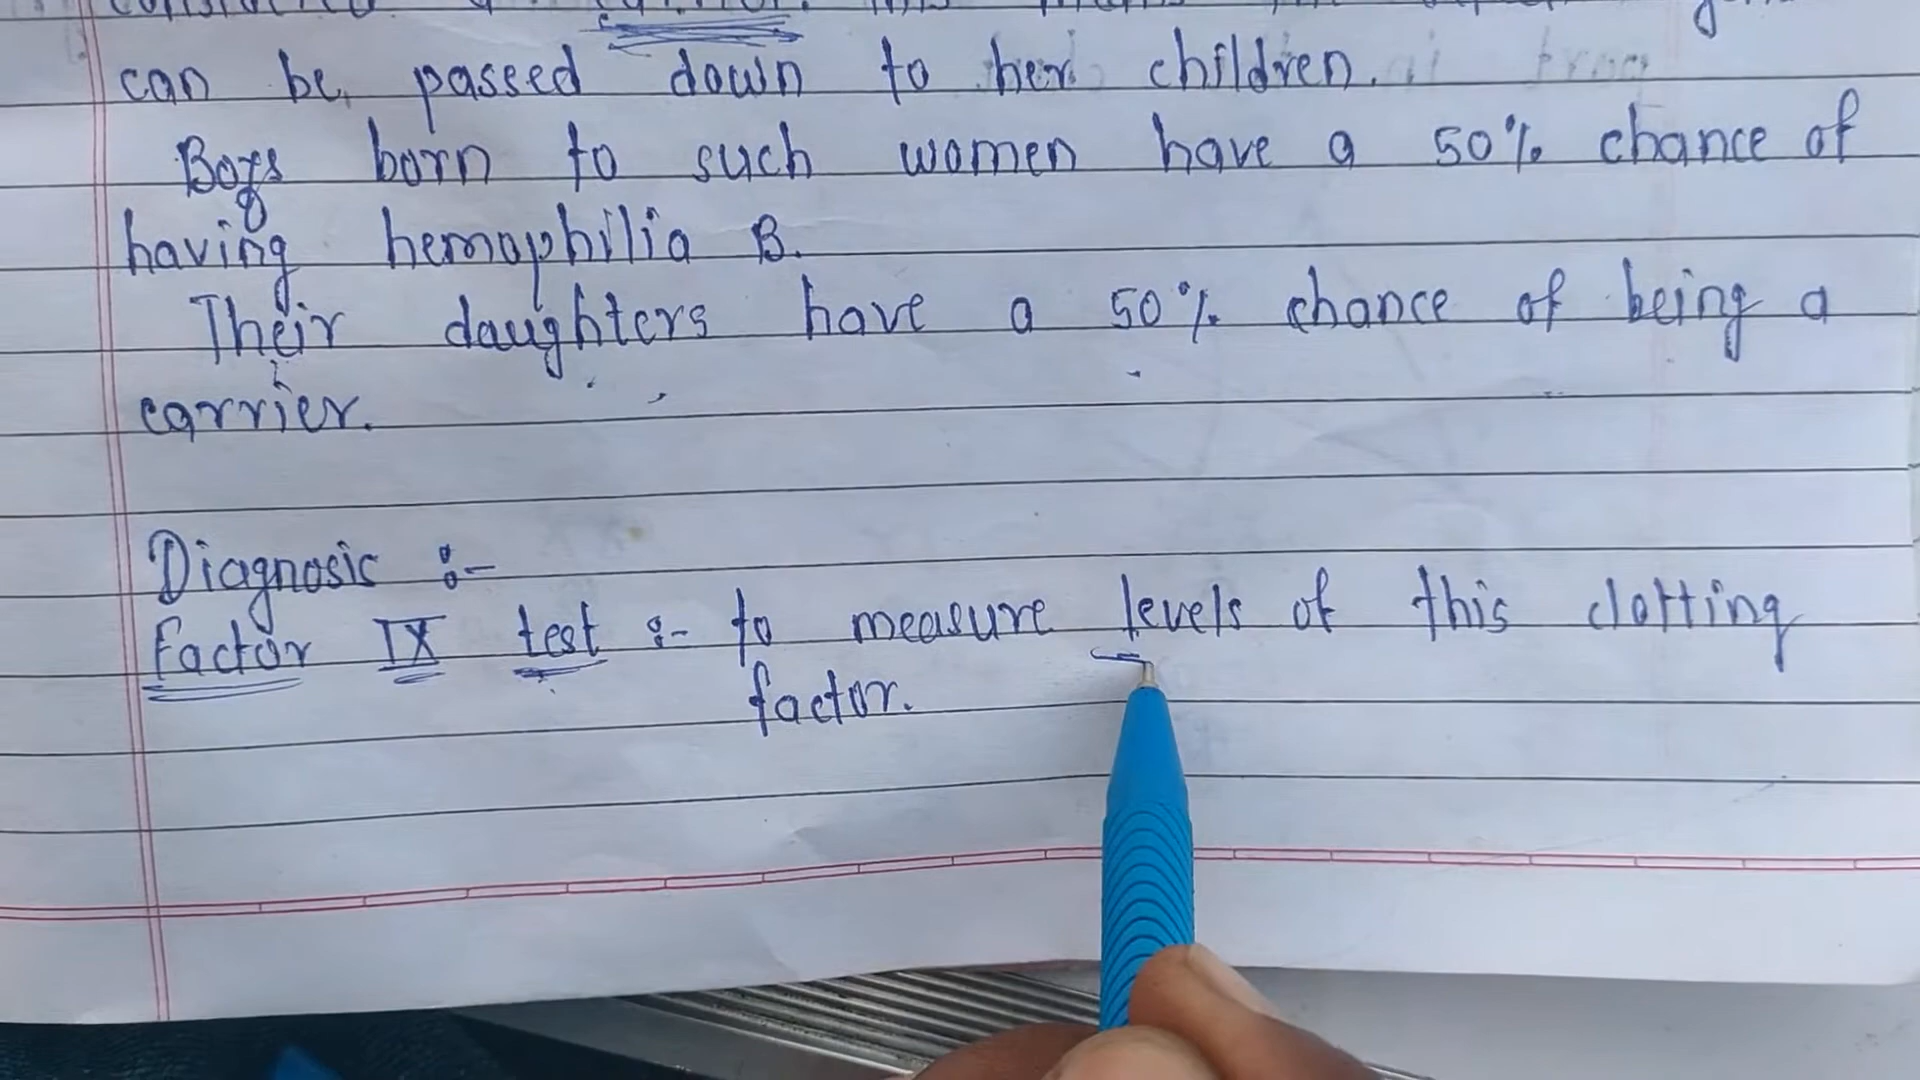 can be passed down to her children.
Boys born to such women have a 50% chance of
having hemophilia B.
Their daughters have a 50% chance of being a
carrier.
Diagnosis :-
Factor IX test :- to measure levels of this clotting
factor.